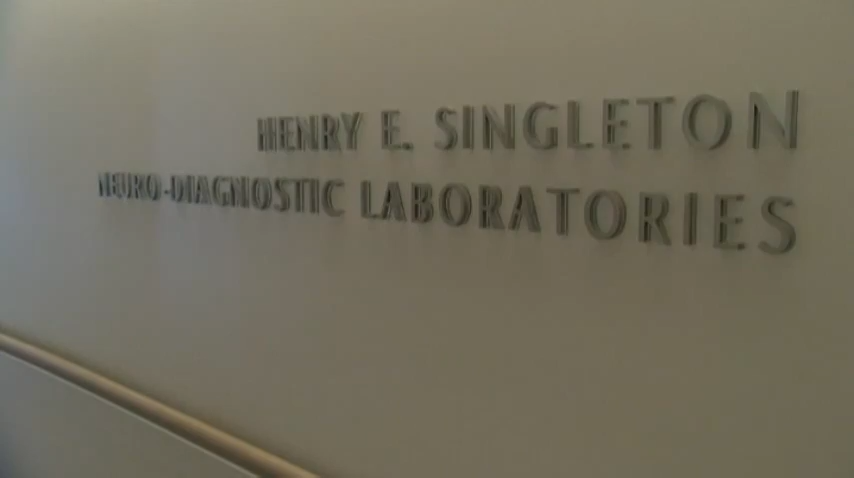 HENRY E. SINGLETON
NEURO-DIAGNOSTIC LABORATORIES